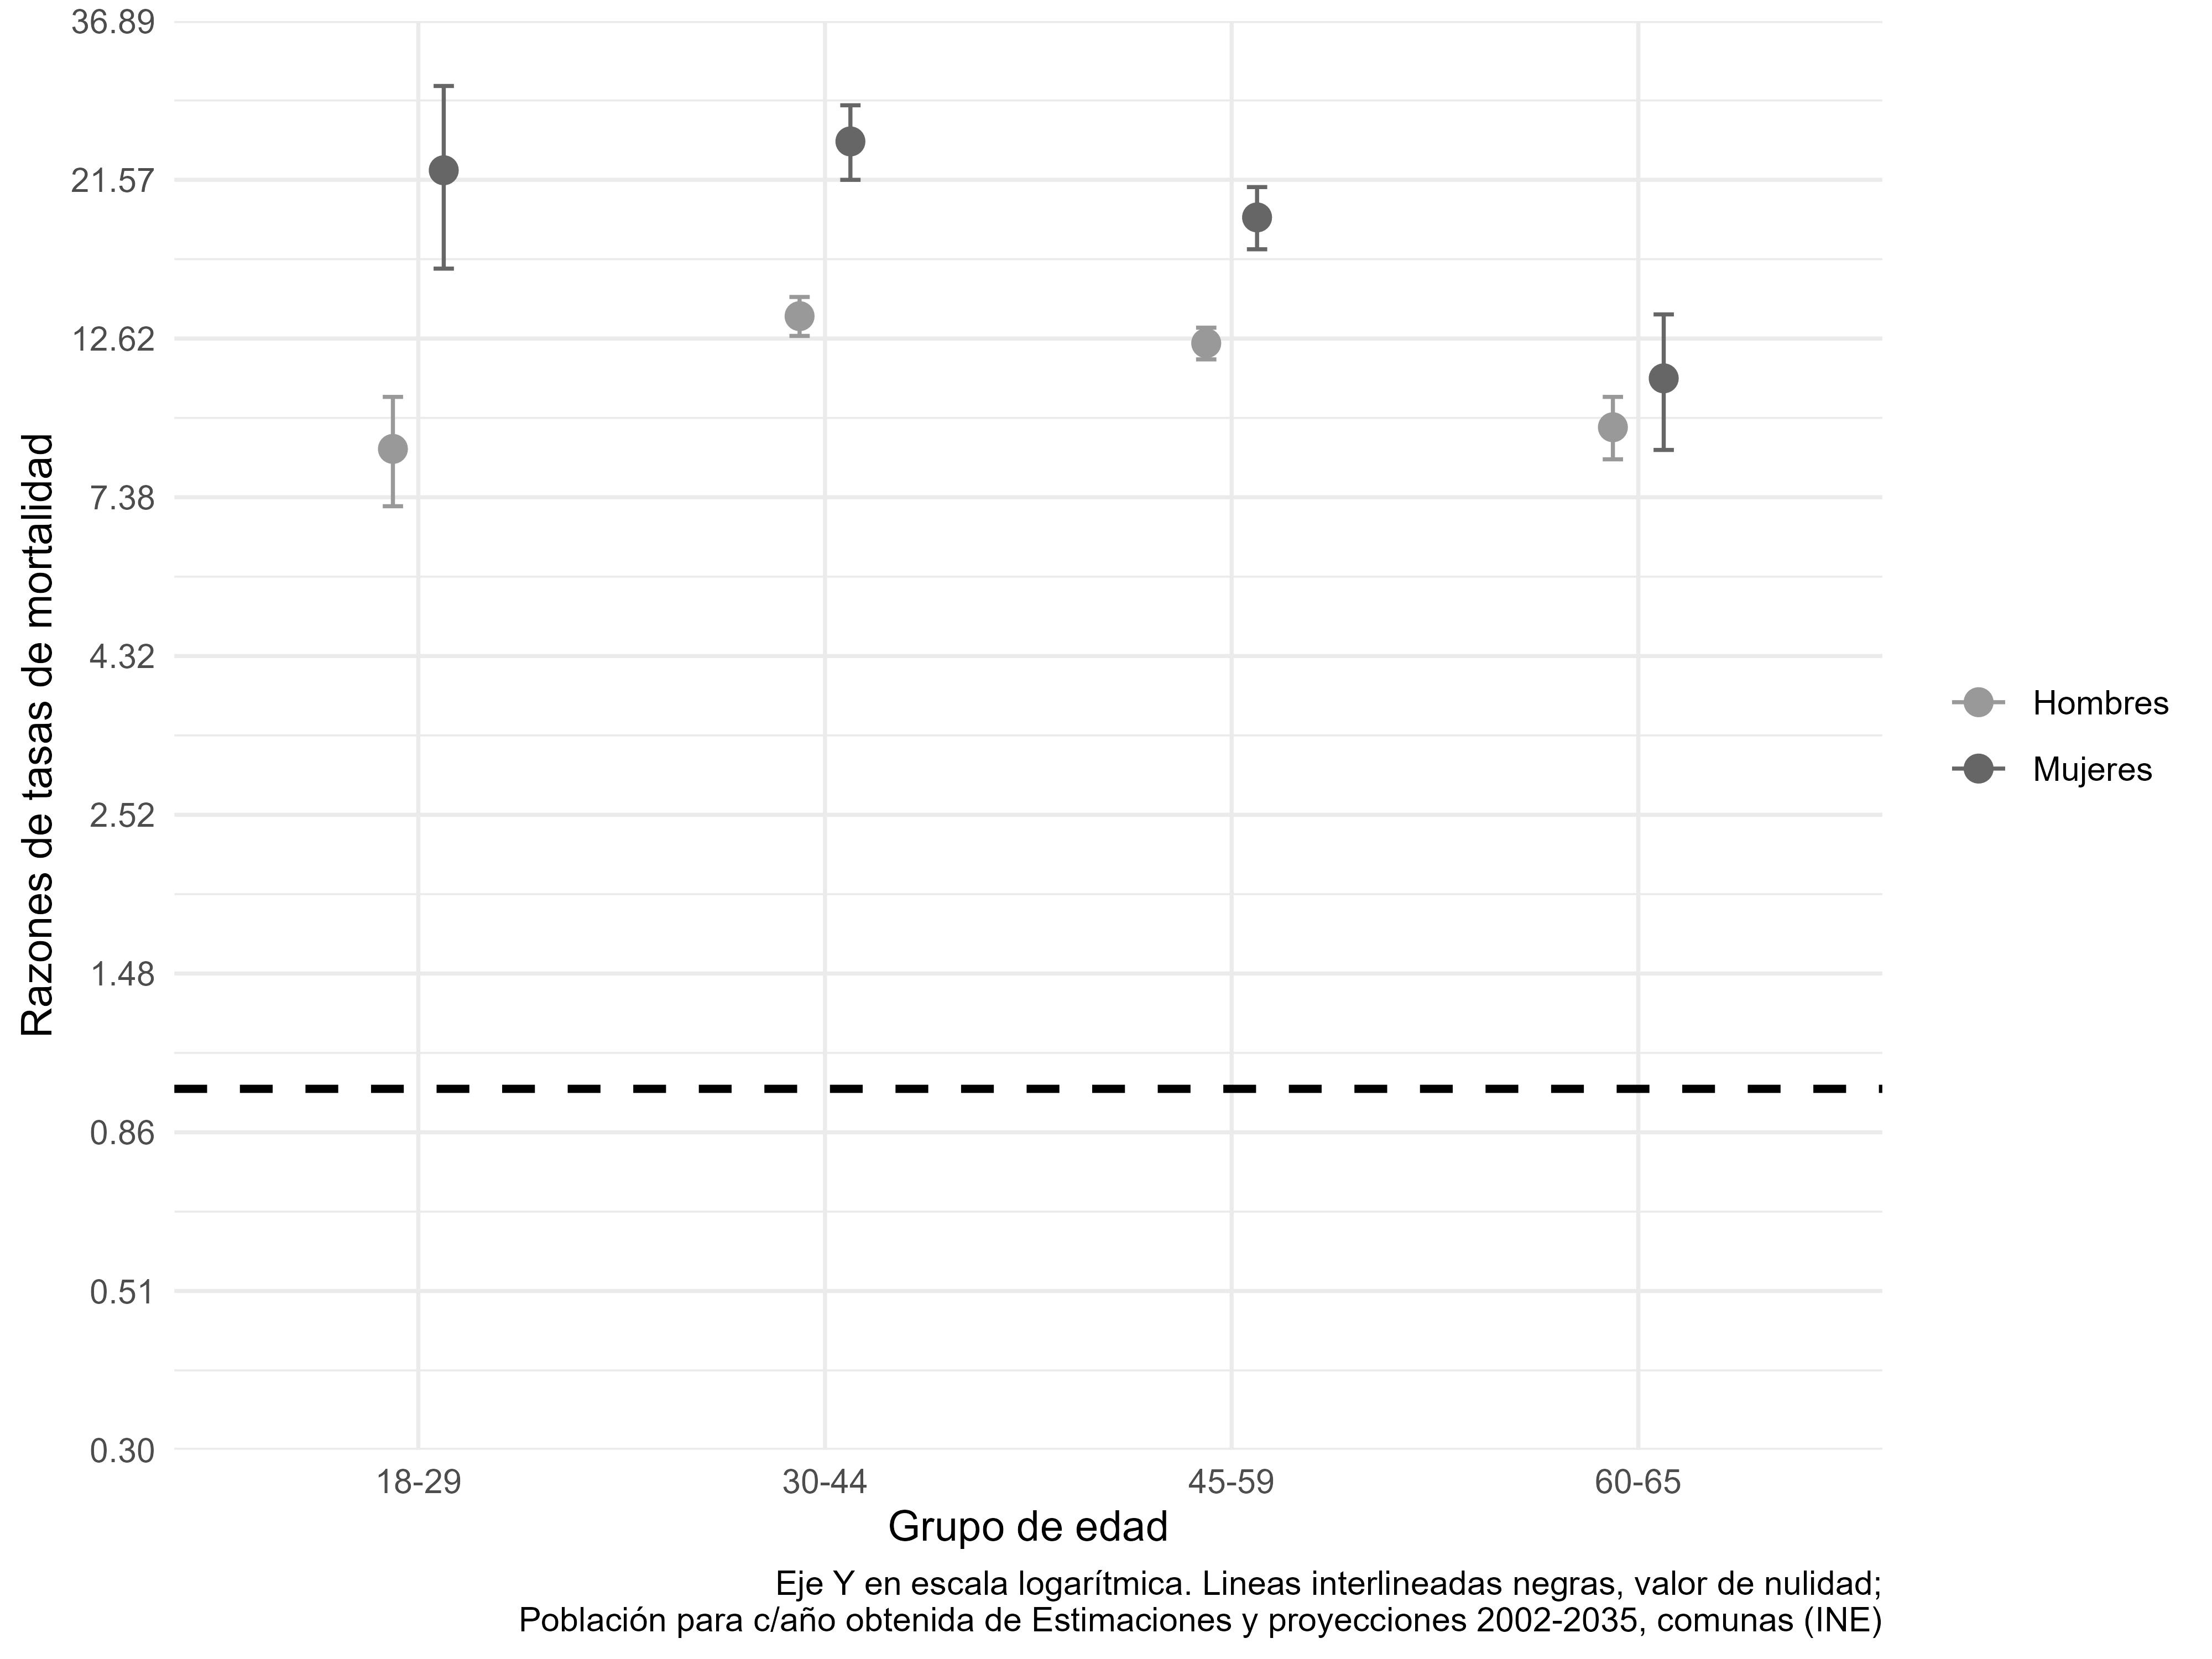 36.89
21.57
12.62
7.38
4.32
2.52
1.48
0.86
0.51
0.30
Razones de tasas de mortalidad
18-29
30-44
45-59
60-65
Grupo de edad
Hombres
Mujeres
Eje Y en escala logarítmica. Lineas interlineadas negras, valor de nulidad;
Población para c/año obtenida de Estimaciones y proyecciones 2002-2035, comunas (INE)